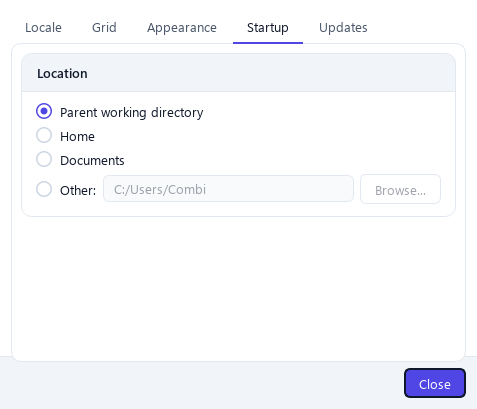 Locale Grid Appearance Startup Updates
Location
Parent working directory
Home
Documents
Other: C:/Users/Combi Browse...
Close